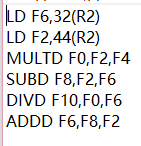 LD F6,32(R2)
LD F2,44(R2)
MULTD F0,F2,F4
SUBD F8,F2,F6
DIVD F10,F0,F6
ADDD F6,F8,F2